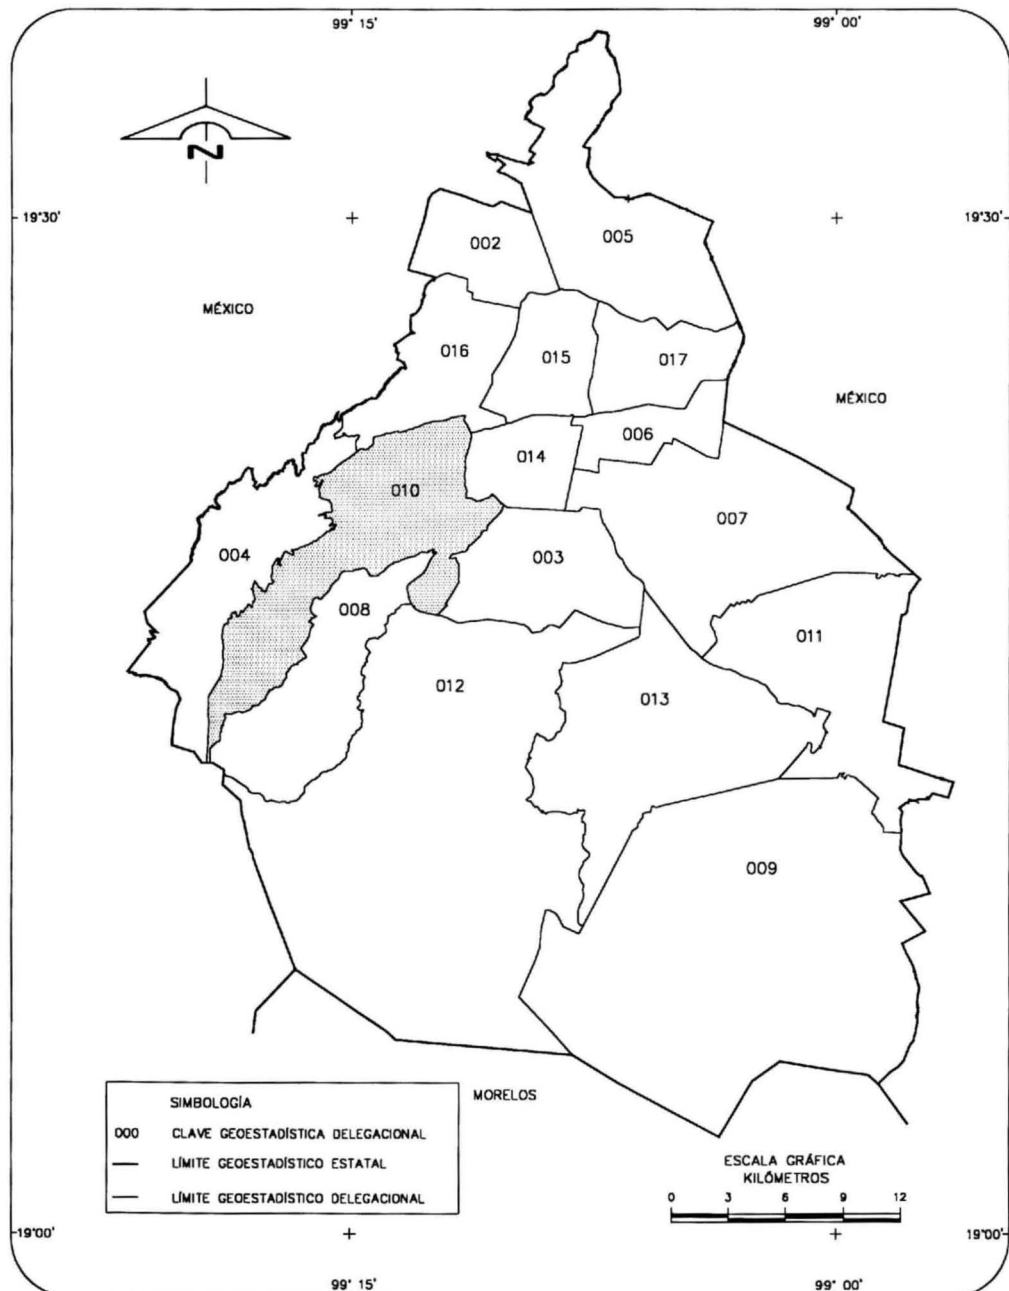 99° 15'
99° 00'
N
19°30'
19°30'
005
002
MÉXICO
016
015
017
MÉXICO
006
014
010
007
004
003
008
011
012
013
009
MORELOS
SIMBOLOGÍA
000 CLAVE GEOESTADÍSTICA DELEGACIONAL
LÍMITE GEOESTADÍSTICO ESTATAL
LÍMITE GEOESTADÍSTICO DELEGACIONAL
ESCALA GRÁFICA
KILÓMETROS
0 3 6 9 12
19°00'
19°00'
99° 15'
99° 00'